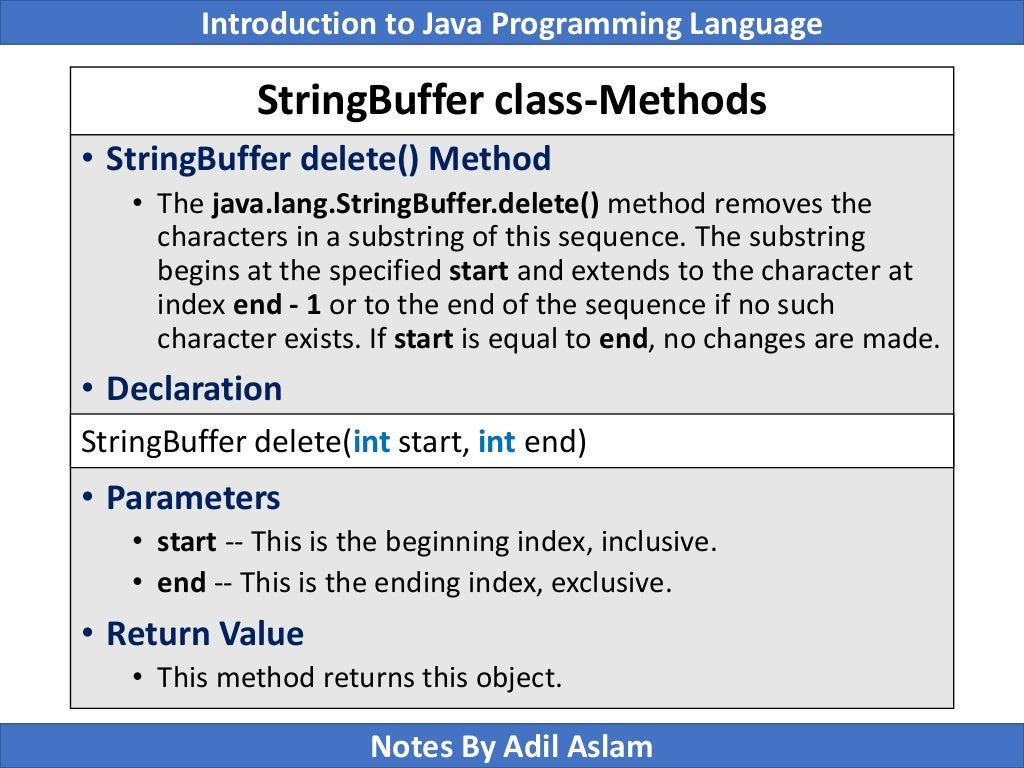 Introduction to Java Programming Language
StringBuffer class-Methods
• StringBuffer delete() Method
• The java.lang.StringBuffer.delete() method removes the
characters in a substring of this sequence. The substring
begins at the specified start and extends to the character at
index end - 1 or to the end of the sequence if no such
character exists. If start is equal to end, no changes are made.
• Declaration
StringBuffer delete(int start, int end)
• Parameters
• start -- This is the beginning index, inclusive.
• end -- This is the ending index, exclusive.
• Return Value
• This method returns this object.
Notes By Adil Aslam